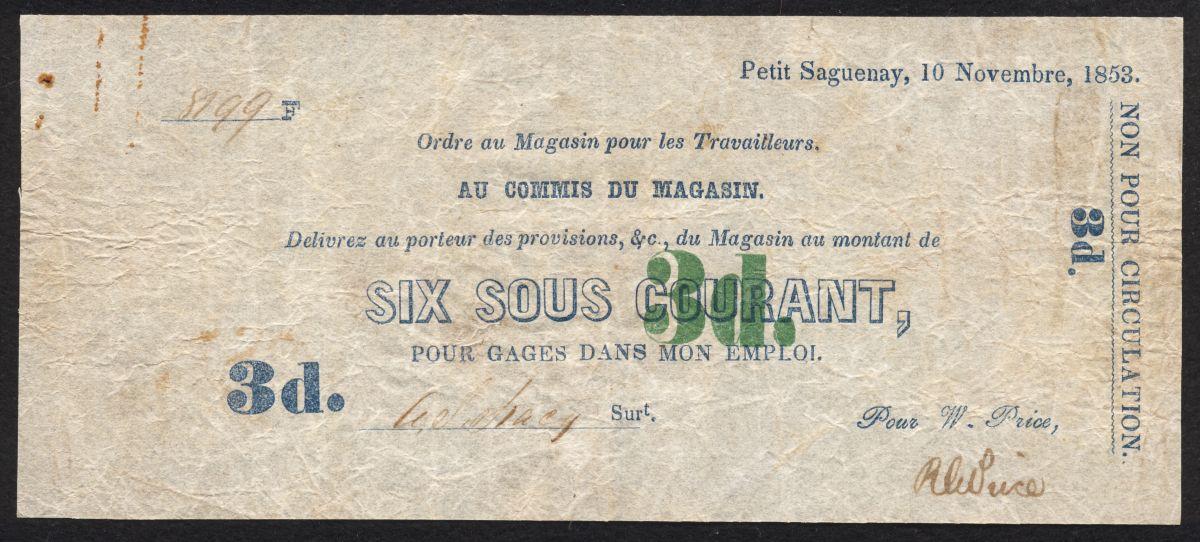 Petit Saguenay, 10 Novembre, 1853.
8199 F
Ordre au Magasin pour les Travailleurs.
AU COMMIS DU MAGASIN.
Delivrez au porteur des provisions, &c., du Magasin au montant de
SIX SOUS COURANT,
3d.
POUR GAGES DANS MON EMPLOI.
3d.
Surt.
Pour W. Price,
Price
NON POUR CIRCULATION.
3d.